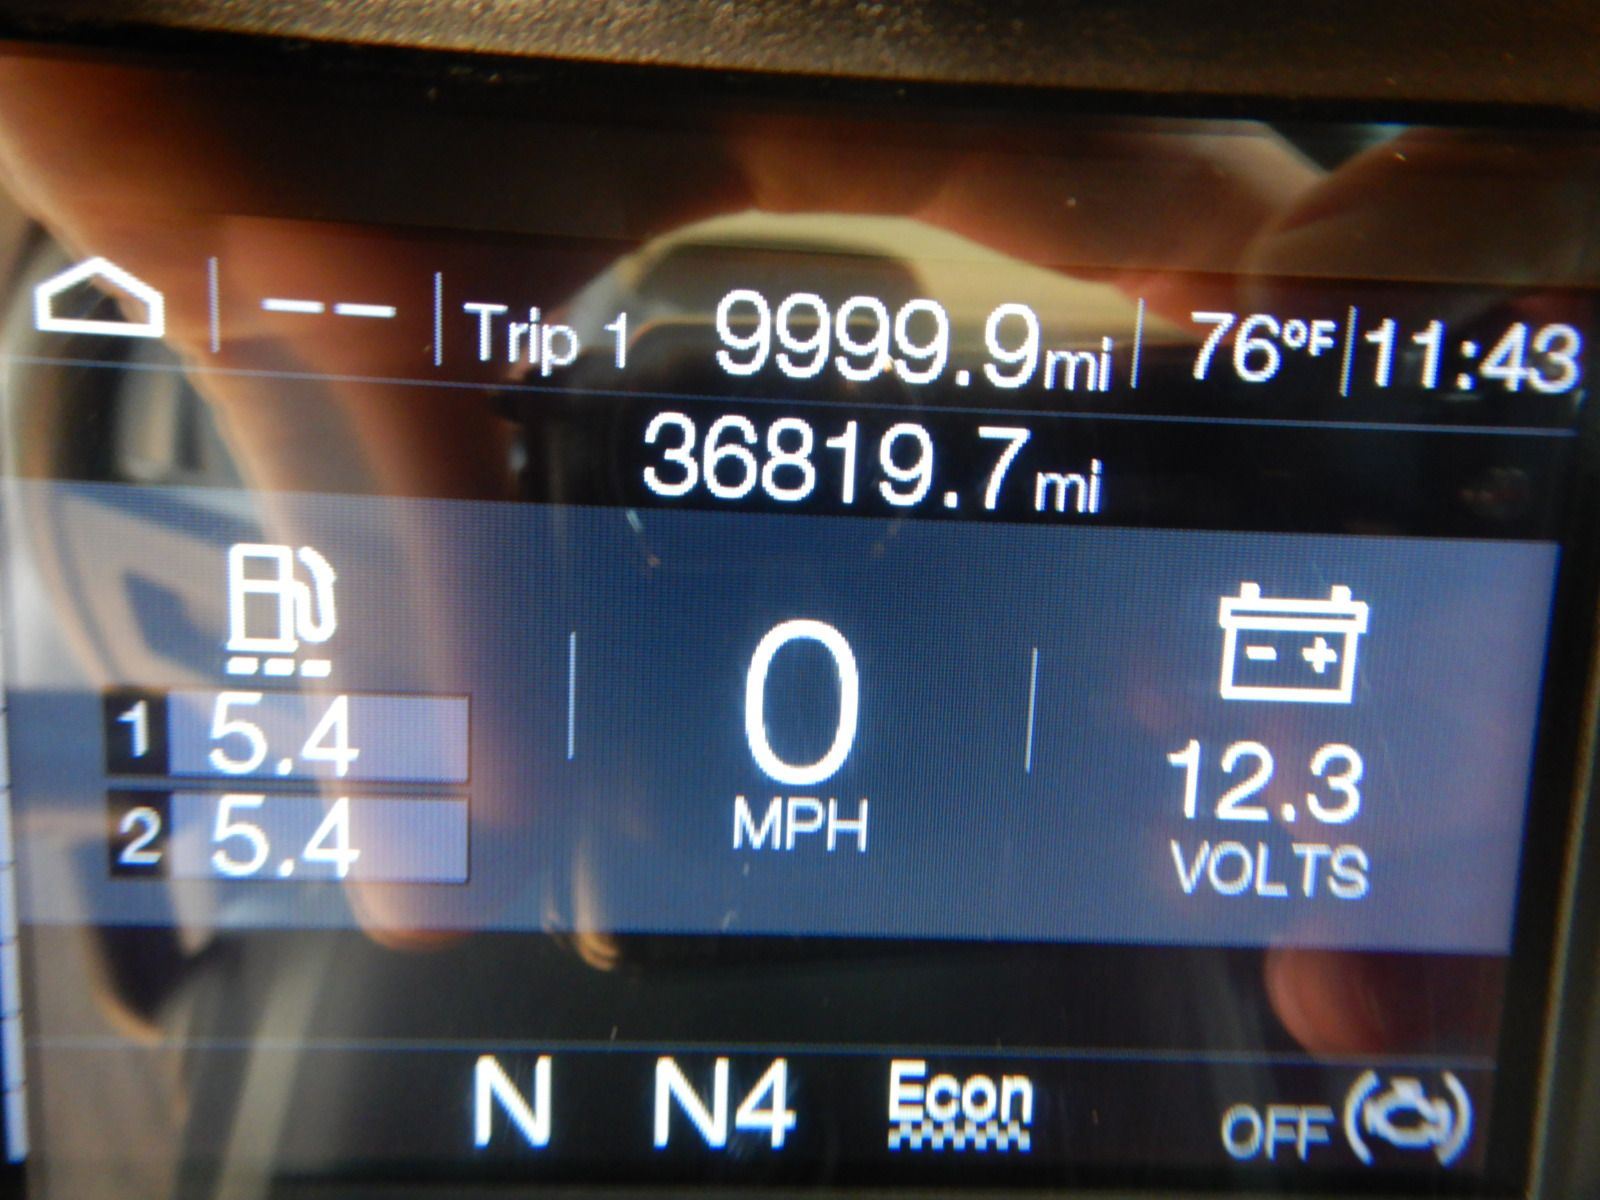 -- Trip 1 9999.9mi 76°F 11:43
36819.7mi
1 5.4
2 5.4
0
MPH
- +
12.3
VOLTS
N N4 Econ OFF